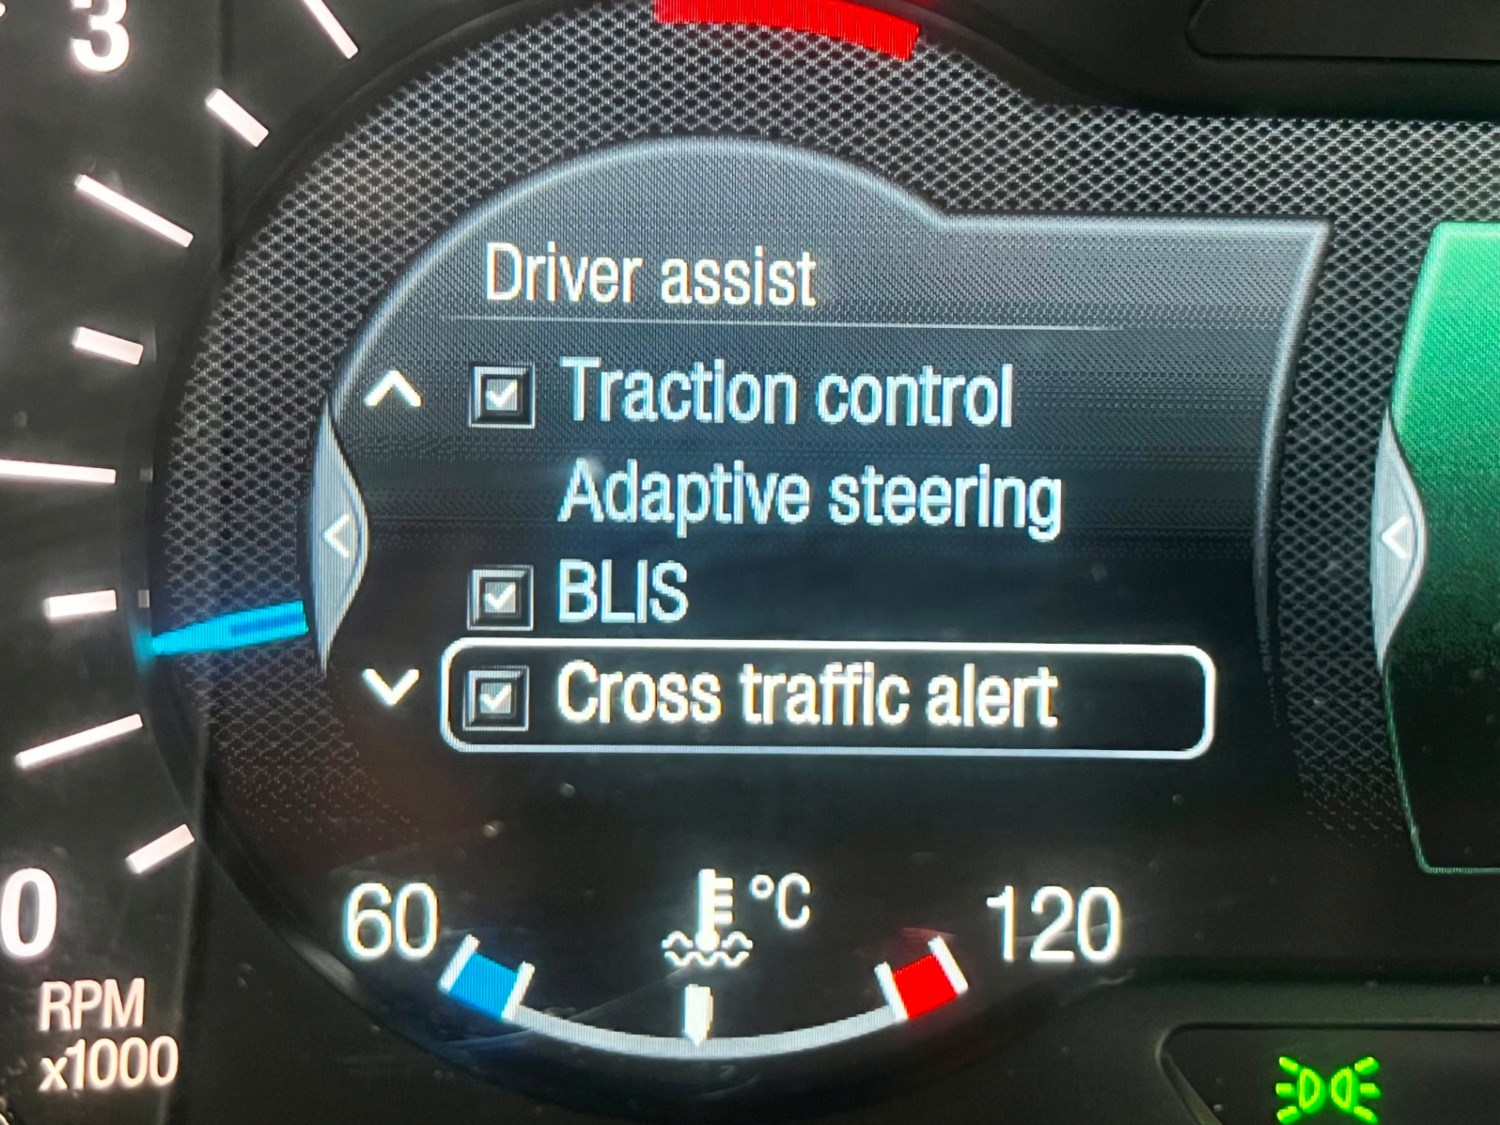 3
Driver assist
Traction control
Adaptive steering
BLIS
Cross traffic alert
60
°C
120
0
RPM
x1000